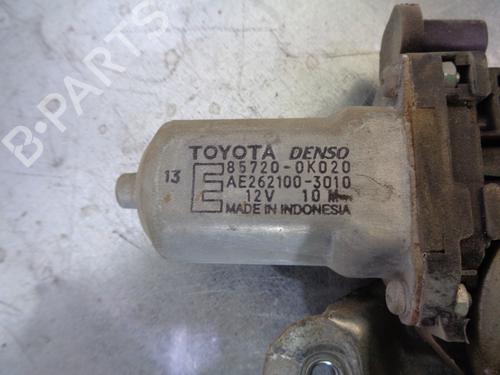 B-PARTS
TOYOTA DENSO
13 E 85720-0K020
AE262100-3010
12V 10 M
MADE IN INDONESIA